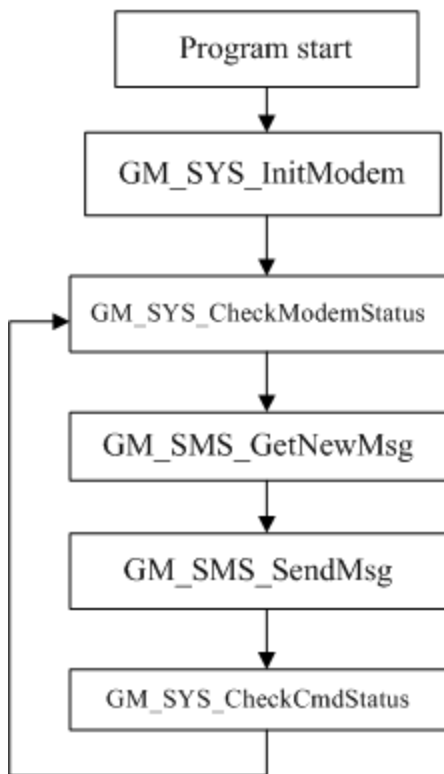 Program start
GM_SYS_InitModem
GM_SYS_CheckModemStatus
GM_SMS_GetNewMsg
GM_SMS_SendMsg
GM_SYS_CheckCmdStatus